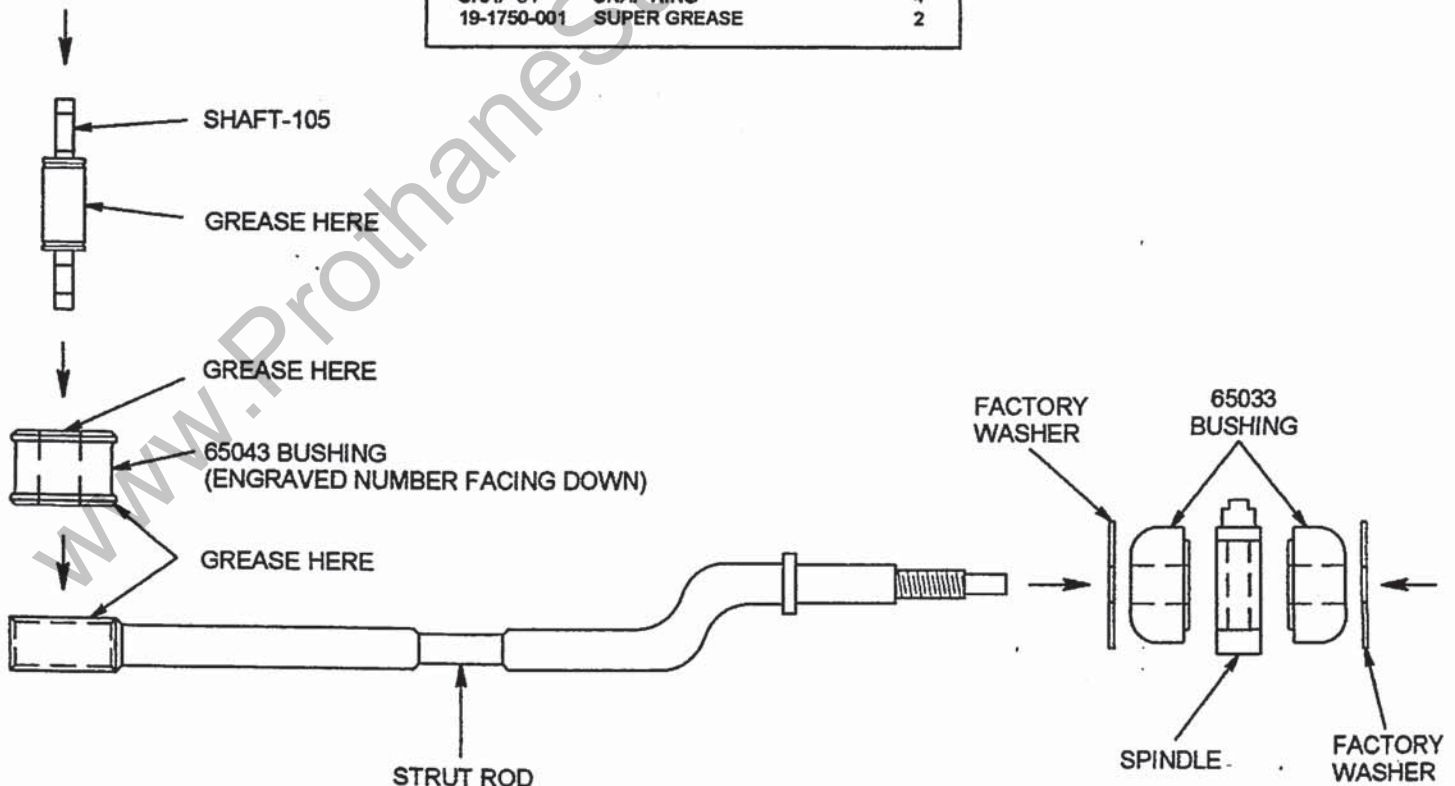 19-1750-001 SUPER GREASE 2
SHAFT-105
GREASE HERE
GREASE HERE
65043 BUSHING
(ENGRAVED NUMBER FACING DOWN)
GREASE HERE
STRUT ROD
FACTORY
WASHER
65033
BUSHING
SPINDLE
FACTORY
WASHER
www.ProthaneS